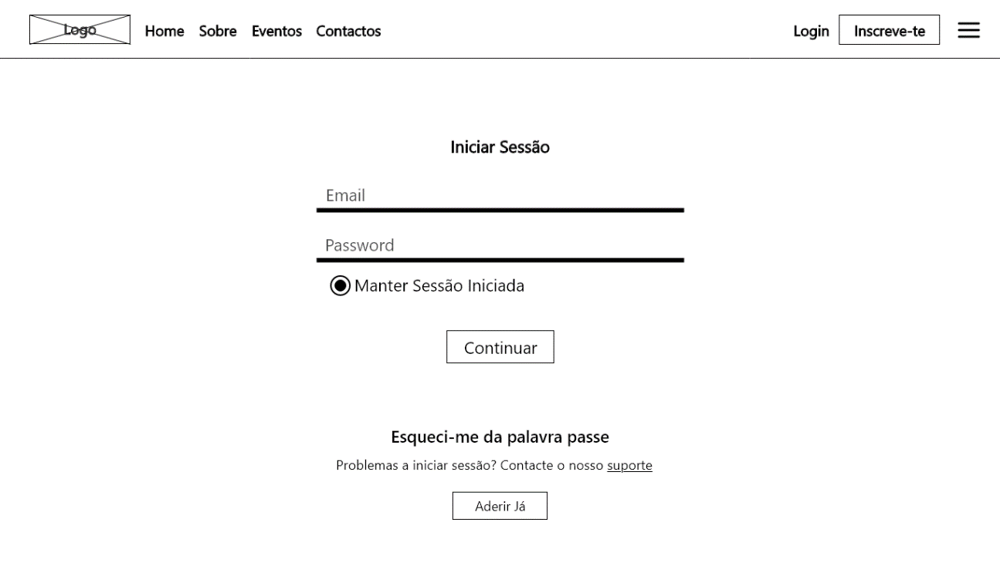 Logo Home Sobre Eventos Contactos Login Inscreve-te
Iniciar Sessão
Email
Password
Manter Sessão Iniciada
Continuar
Esqueci-me da palavra passe
Problemas a iniciar sessão? Contacte o nosso suporte
Aderir Já